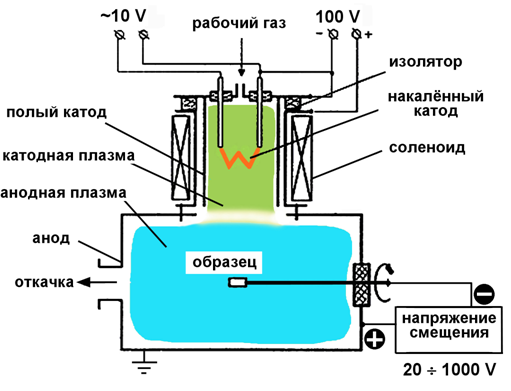 ~10 V
рабочий газ
100 V
− +
изолятор
накалённый
катод
соленоид
полый катод
катодная плазма
анодная плазма
анод
откачка
образец
−
+
напряжение
смещения
20 ÷ 1000 V